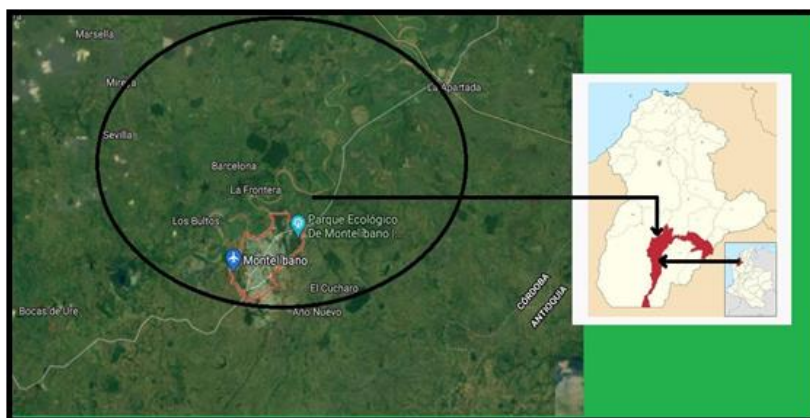 Marsella
Mireya
La Apartada
Sevilla
Barcelona
La Frontera
Los Bultos
Parque Ecológico
De Montelíbano |...
Montelíbano
El Cucharo
Año Nuevo
Bocas de Ure
CÓRDOBA
ANTIOQUIA